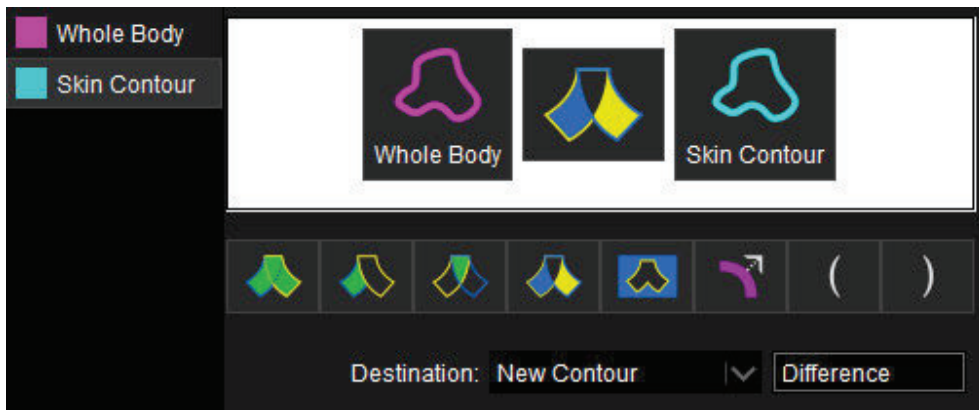 Whole Body
Skin Contour
Whole Body
Skin Contour
( )
Destination: New Contour Difference